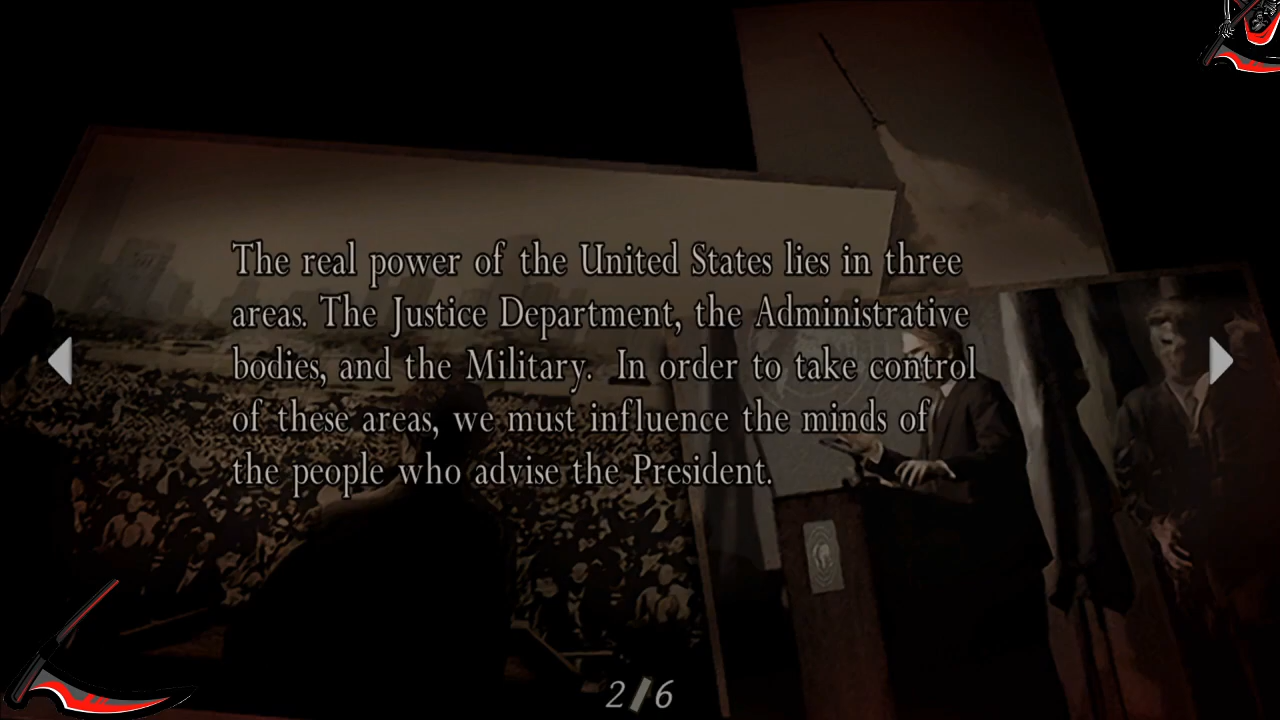 The real power of the United States lies in three
areas. The Justice Department, the Administrative
bodies, and the Military.  In order to take control
of these areas, we must influence the minds of
the people who advise the President.
2/6